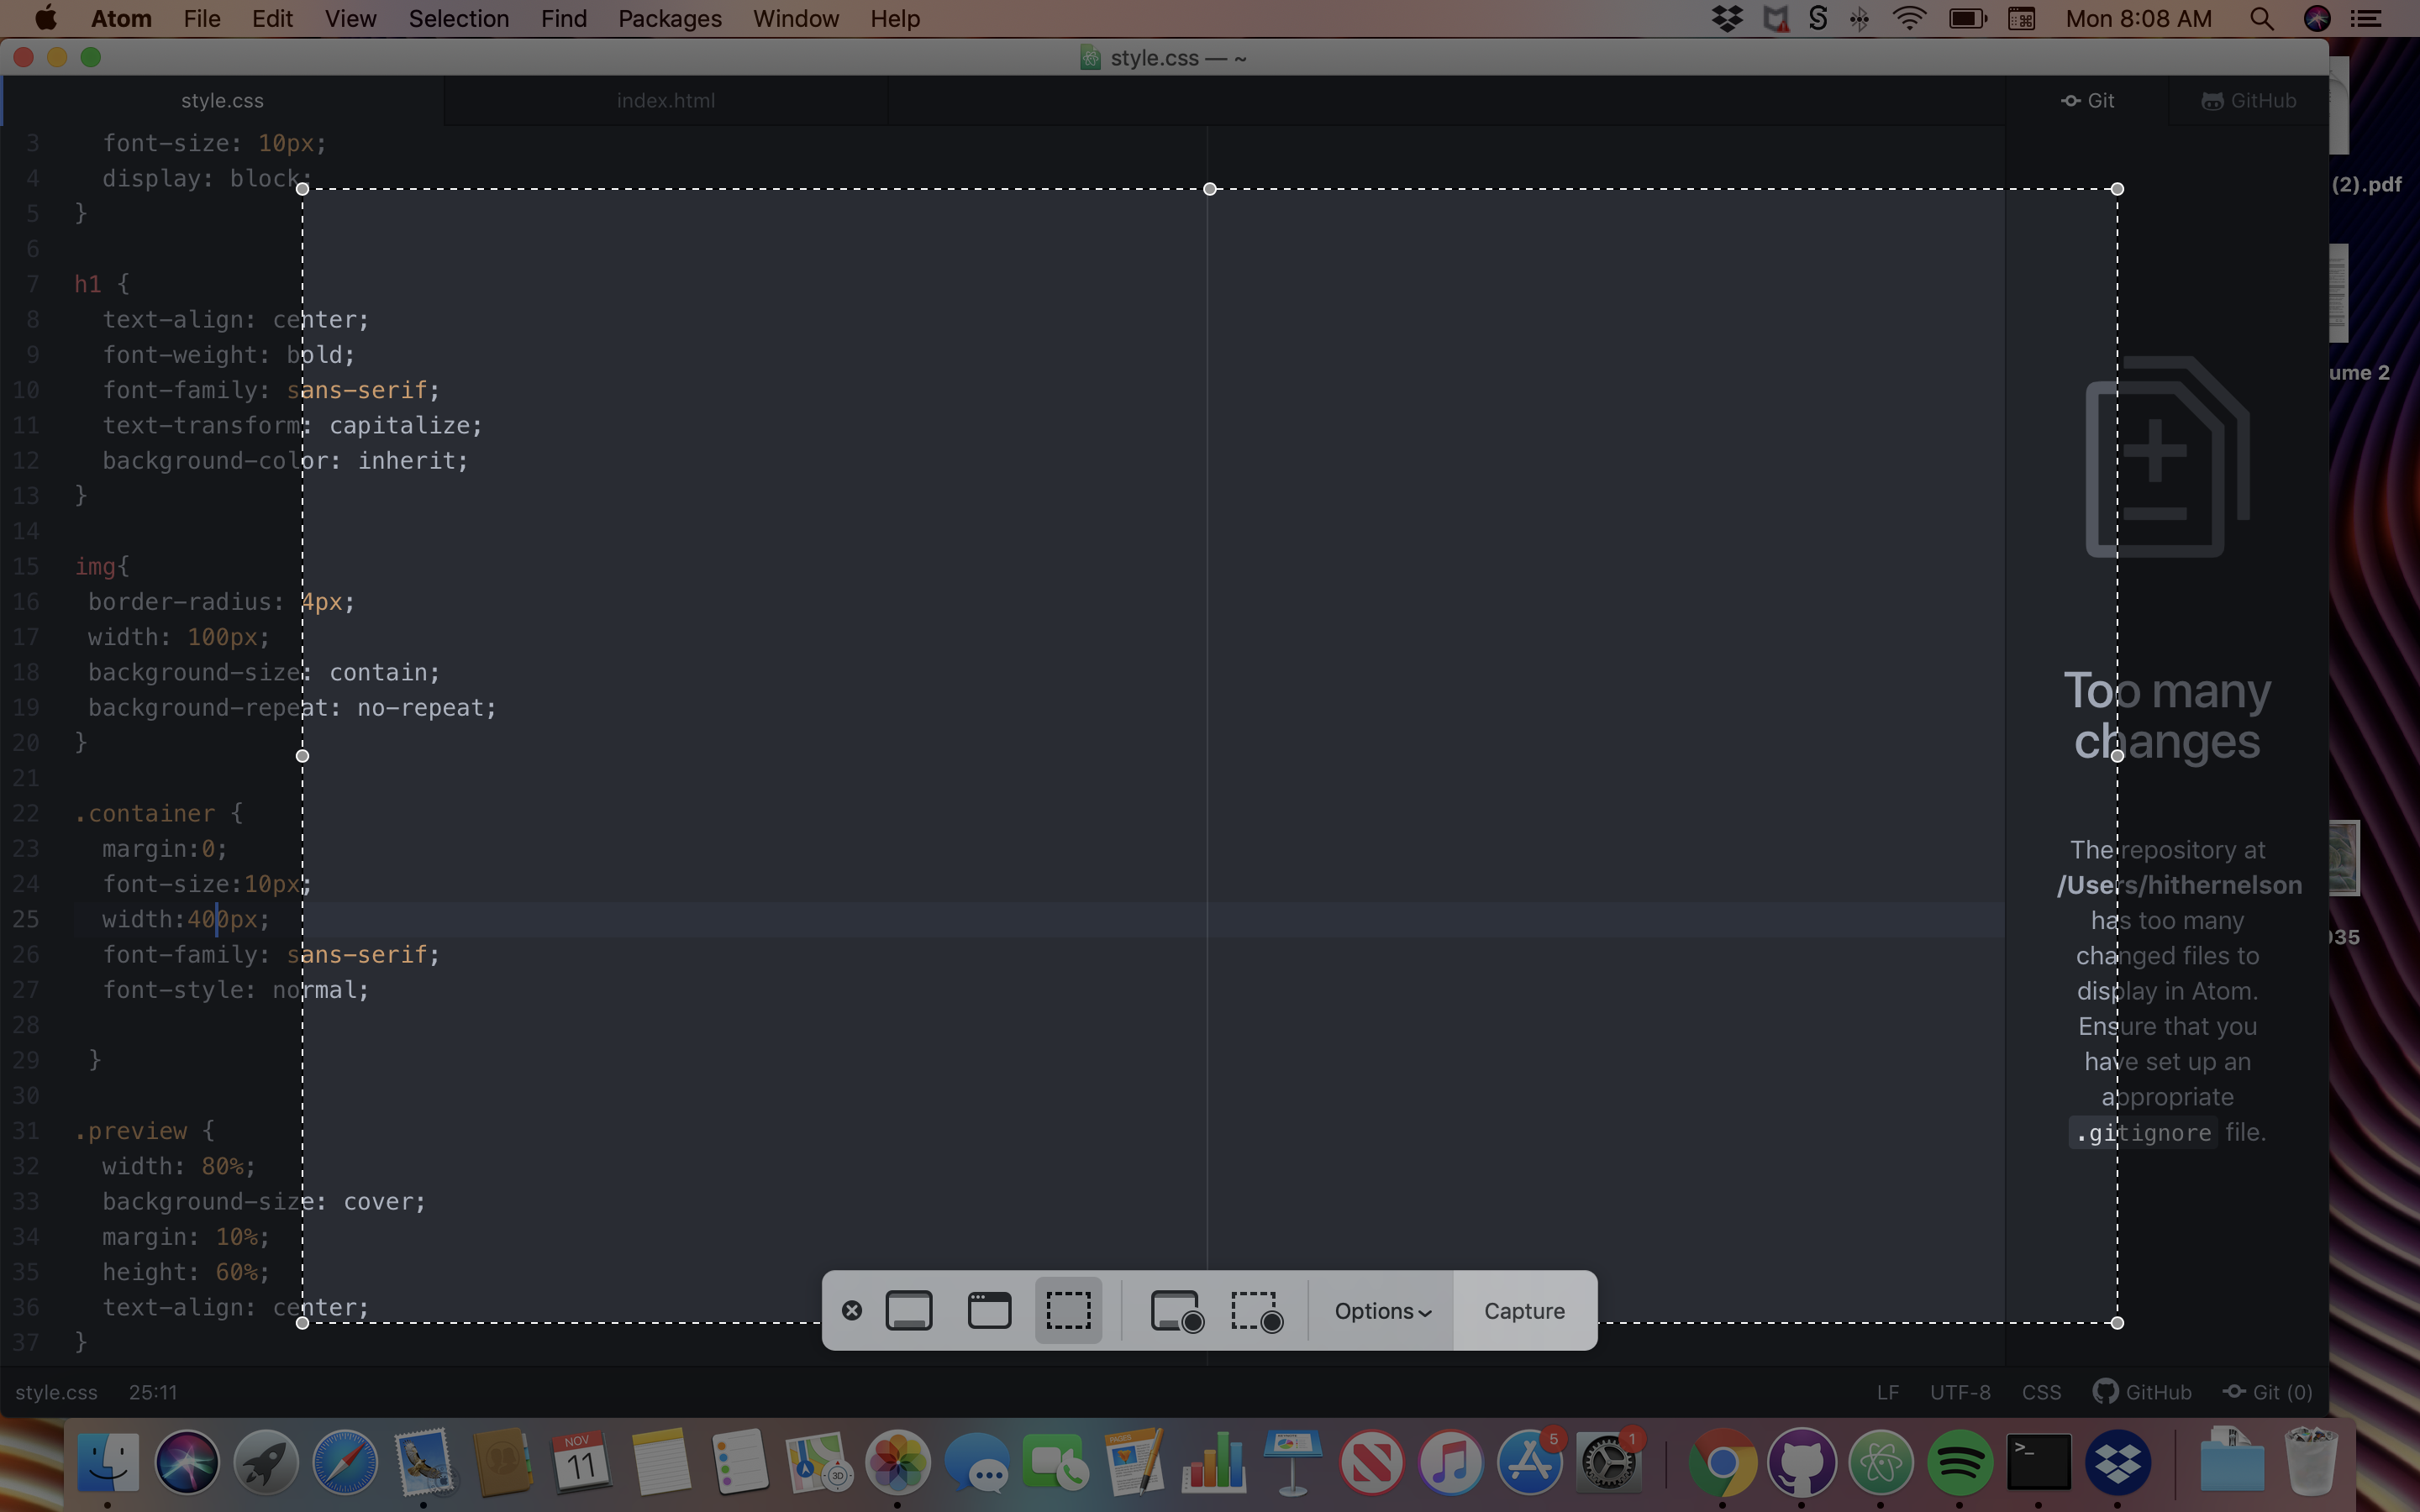 Atom File Edit View Selection Find Packages Window Help
S Mon 8:08 AM
style.css — ~
style.css index.html Git GitHub
3 font-size: 10px;
4 display: block;
5 }
6
7 h1 {
8 text-align: center;
9 font-weight: bold;
10 font-family: sans-serif;
11 text-transform: capitalize;
12 background-color: inherit;
13 }
14
15 img{
16 border-radius: 4px;
17 width: 100px;
18 background-size: contain;
19 background-repeat: no-repeat;
20 }
21
22 .container {
23 margin:0;
24 font-size:10px;
25 width:400px;
26 font-family: sans-serif;
27 font-style: normal;
28
29 }
30
31 .preview {
32 width: 80%;
33 background-size: cover;
34 margin: 10%;
35 height: 60%;
36 text-align: center;
37 }
Too many
changes
The repository at
/Users/hithernelson
has too many
changed files to
display in Atom.
Ensure that you
have set up an
appropriate
.gitignore file.
(2).pdf
ume 2
035
Options Capture
style.css 25:11 LF UTF-8 CSS GitHub Git (0)
NOV
11
3D
PAGES
5
1
>_